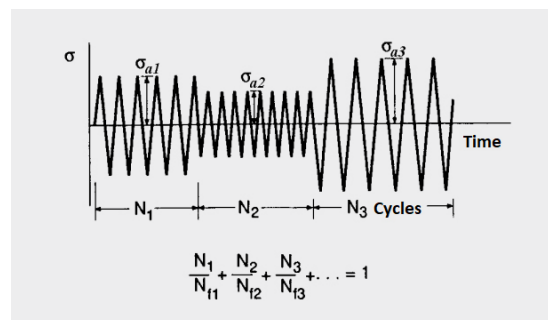 σ
σa1
σa2
σa3
Time
N1
N2
N3 Cycles
N1/Nf1 + N2/Nf2 + N3/Nf3 + . . . = 1